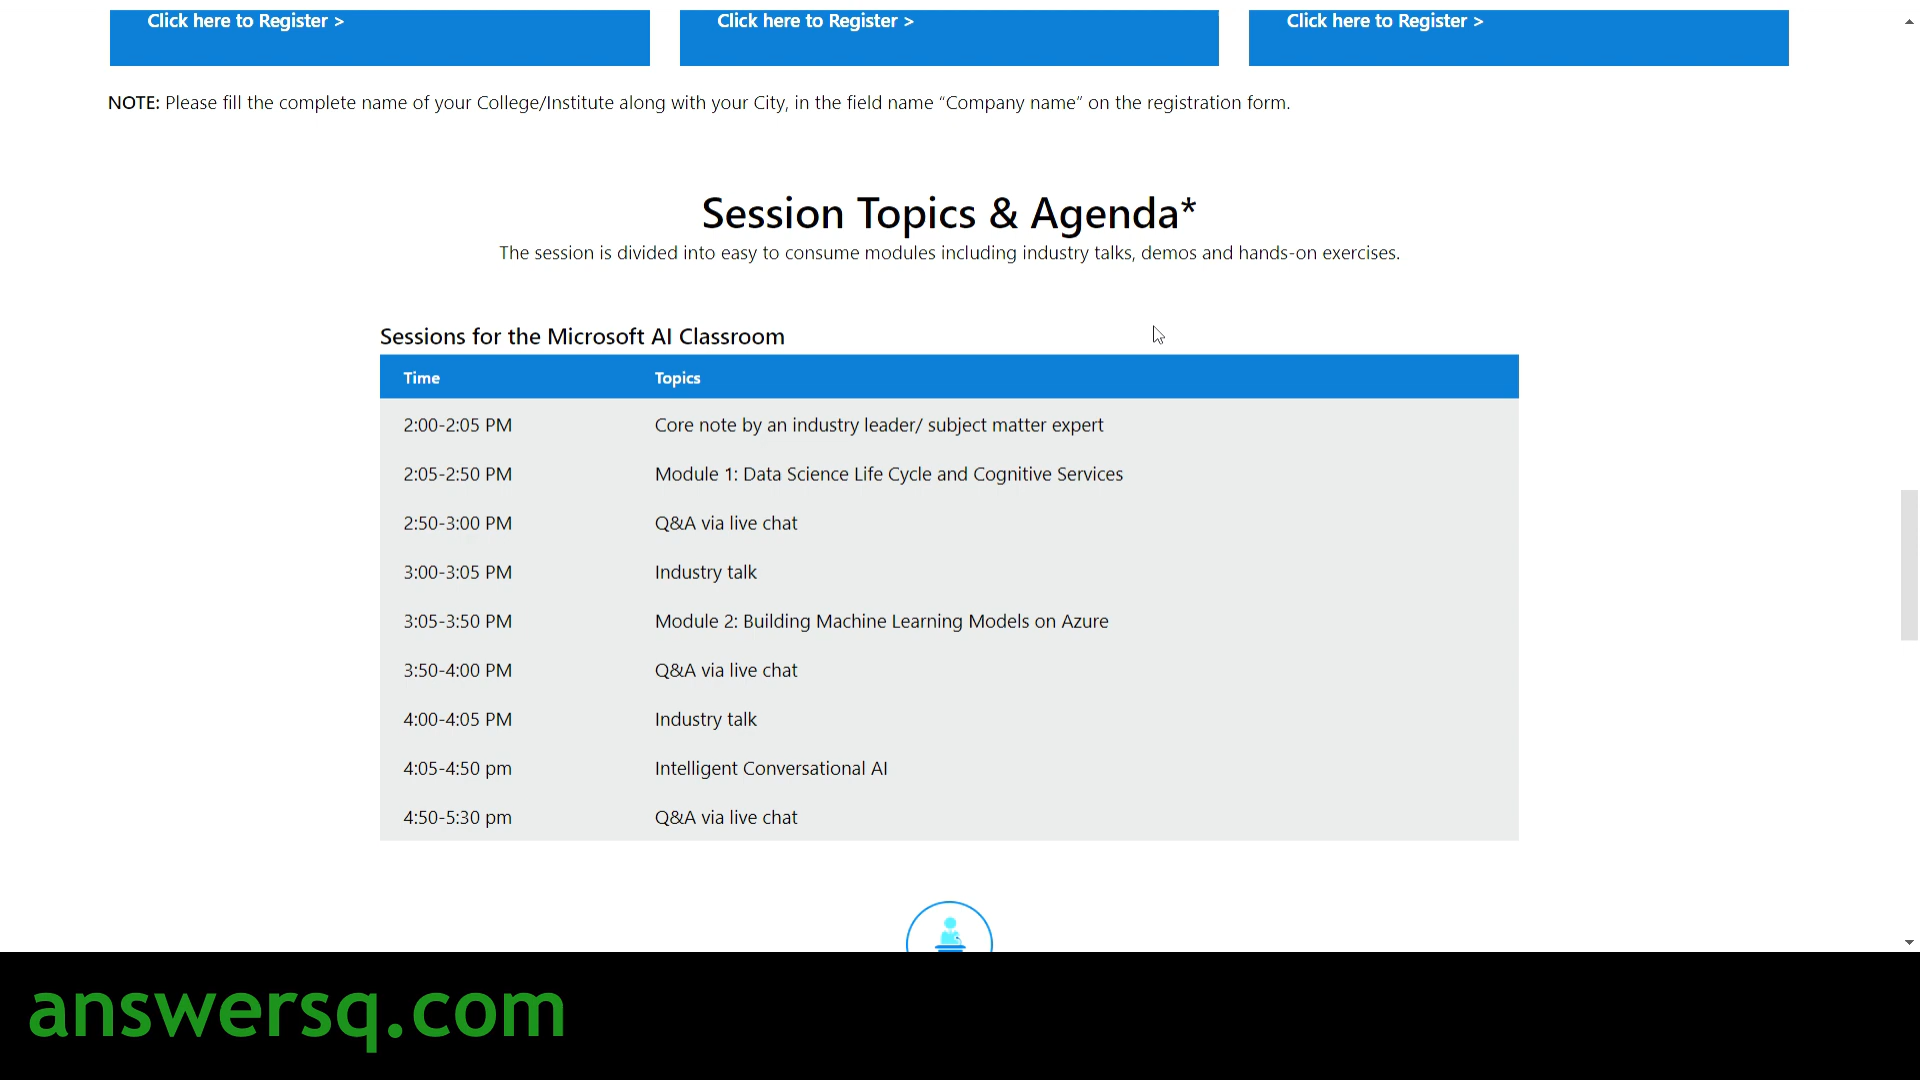 Click here to Register >
Click here to Register >
Click here to Register >
NOTE: Please fill the complete name of your College/Institute along with your City, in the field name “Company name” on the registration form.
Session Topics & Agenda*
The session is divided into easy to consume modules including industry talks, demos and hands-on exercises.
Sessions for the Microsoft AI Classroom
Time Topics
2:00-2:05 PM Core note by an industry leader/ subject matter expert
2:05-2:50 PM Module 1: Data Science Life Cycle and Cognitive Services
2:50-3:00 PM Q&A via live chat
3:00-3:05 PM Industry talk
3:05-3:50 PM Module 2: Building Machine Learning Models on Azure
3:50-4:00 PM Q&A via live chat
4:00-4:05 PM Industry talk
4:05-4:50 pm Intelligent Conversational AI
4:50-5:30 pm Q&A via live chat
answersq.com